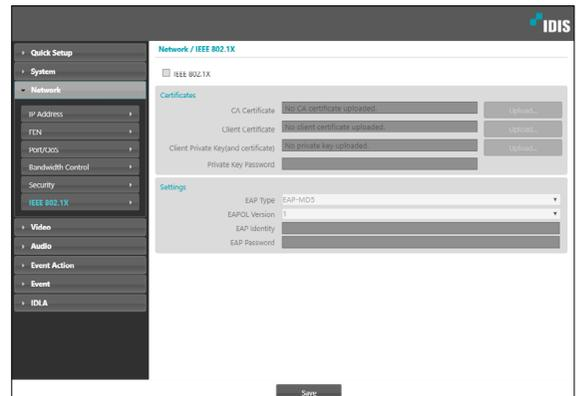 IDIS
Quick Setup
System
Network
IP Address
FEN
Port/QoS
Bandwidth Control
Security
IEEE 802.1X
Video
Audio
Event Action
Event
IDLA
Network / IEEE 802.1X
IEEE 802.1X
Certificates
CA Certificate No CA certificate uploaded. Upload...
Client Certificate No client certificate uploaded. Upload...
Client Private Key(and certificate) No private key uploaded. Upload...
Private Key Password
Settings
EAP Type EAP-MD5
EAPOL Version 1
EAP Identity
EAP Password
Save